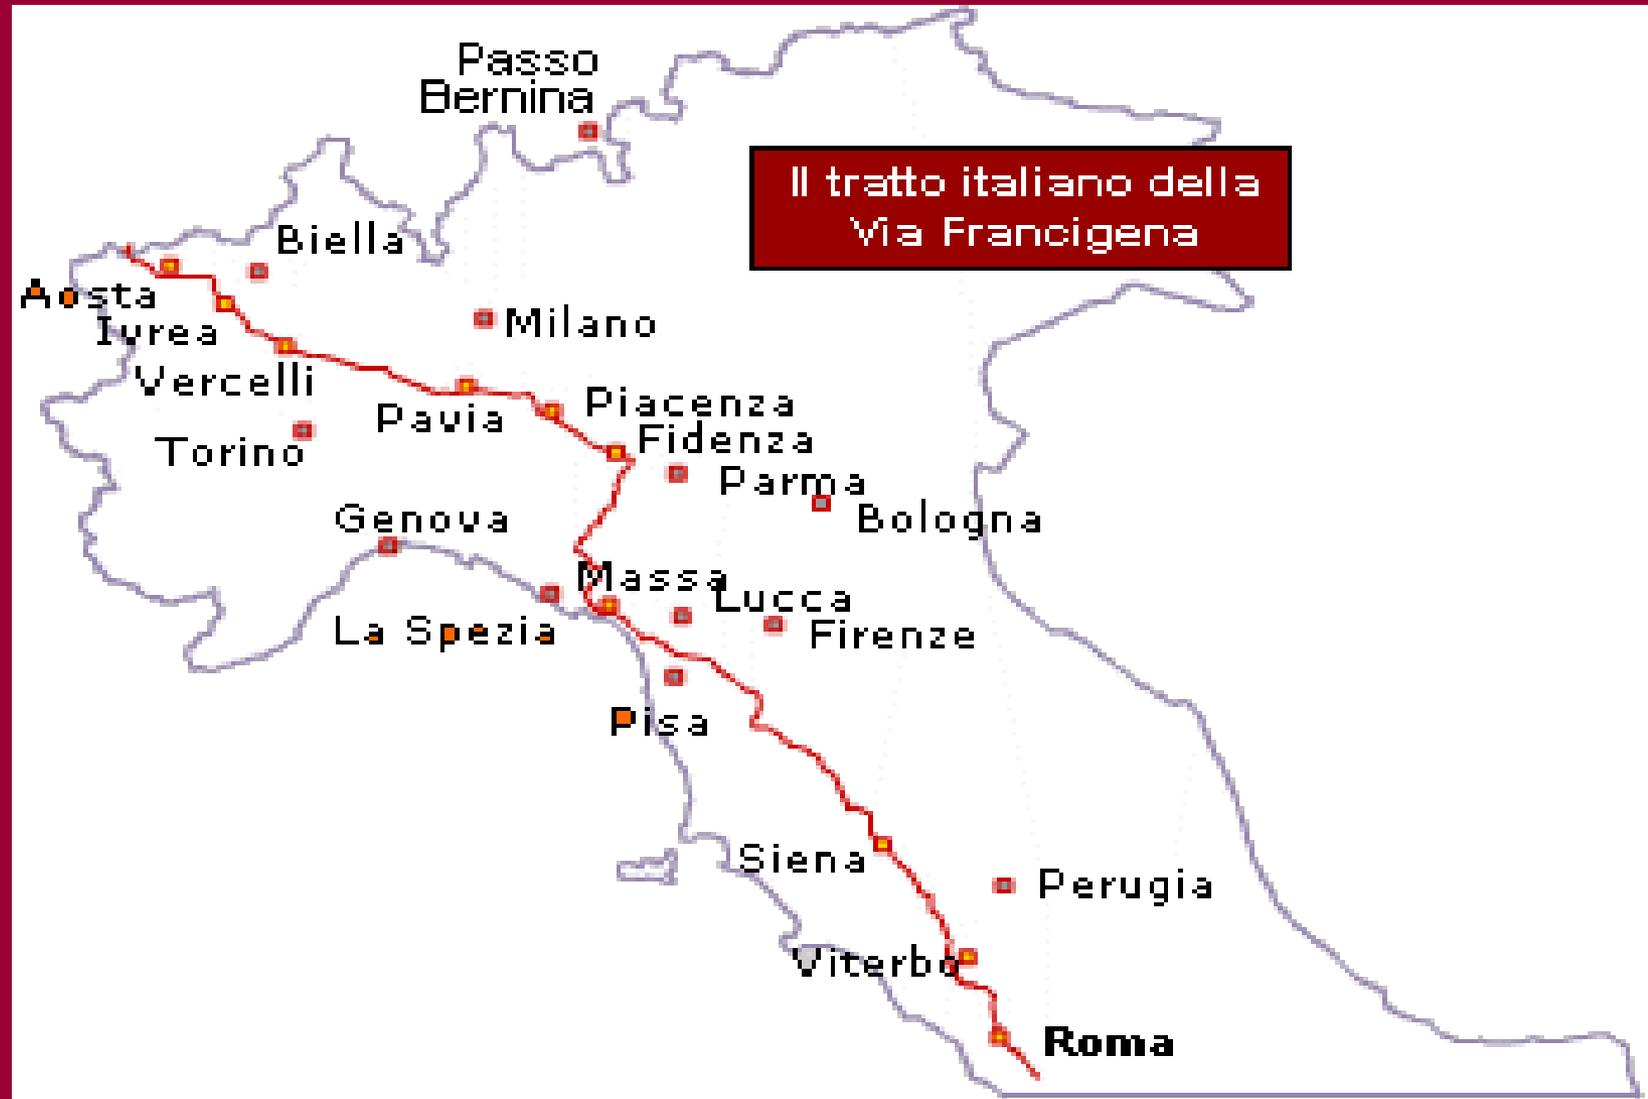 Passo
Bernina
Il tratto italiano della
Via Francigena
Biella
Aosta
Ivrea
Milano
Vercelli
Pavia
Piacenza
Torino
Fidenza
Parma
Genova
Bologna
Massa
Lucca
La Spezia
Firenze
Pisa
Siena
Perugia
Viterbo
Roma